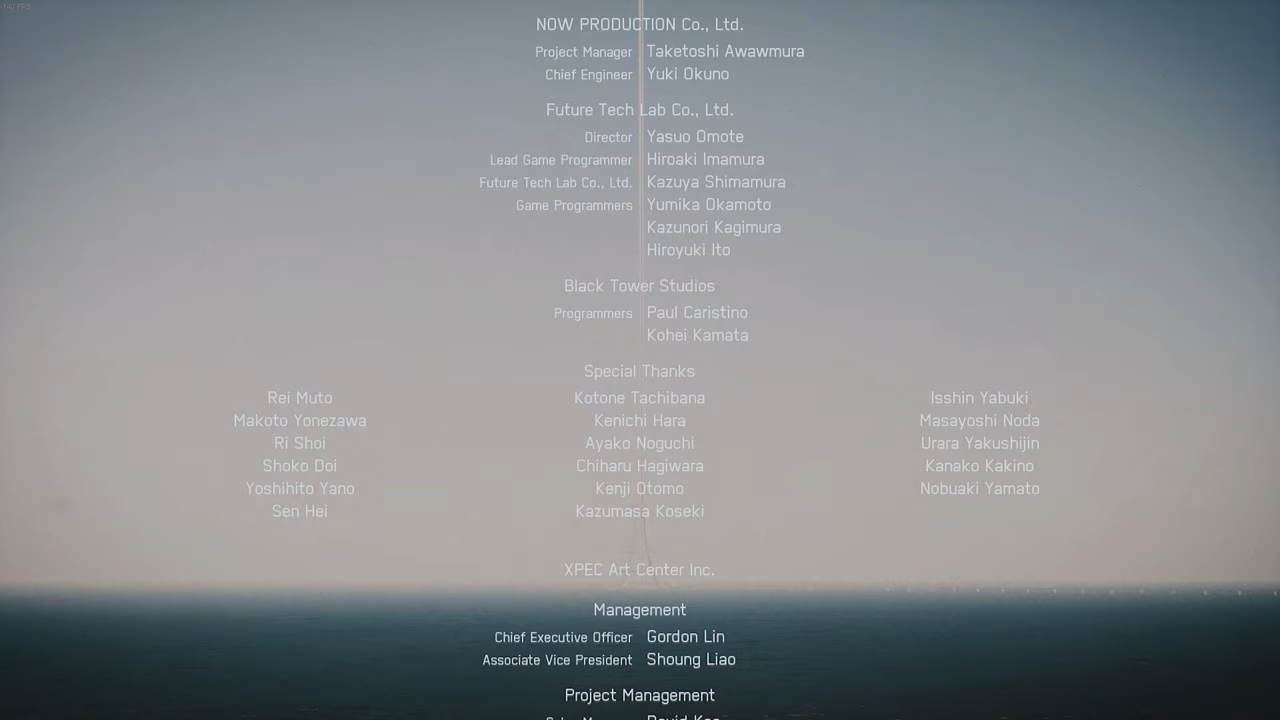 NOW PRODUCTION Co., Ltd.
Project Manager Taketoshi Awawmura
Chief Engineer Yuki Okuno
Future Tech Lab Co., Ltd.
Director Yasuo Omote
Lead Game Programmer Hiroaki Imamura
Future Tech Lab Co., Ltd. Kazuya Shimamura
Game Programmers Yumika Okamoto
Kazunori Kagimura
Hiroyuki Ito
Black Tower Studios
Programmers Paul Caristino
Kohei Kamata
Special Thanks
Rei Muto Kotone Tachibana Isshin Yabuki
Makoto Yonezawa Kenichi Hara Masayoshi Noda
Ri Shoi Ayako Noguchi Urara Yakushijin
Shoko Doi Chiharu Hagiwara Kanako Kakino
Yoshihito Yano Kenji Otomo Nobuaki Yamato
Sen Hei Kazumasa Koseki
XPEC Art Center Inc.
Management
Chief Executive Officer Gordon Lin
Associate Vice President Shoung Liao
Project Management